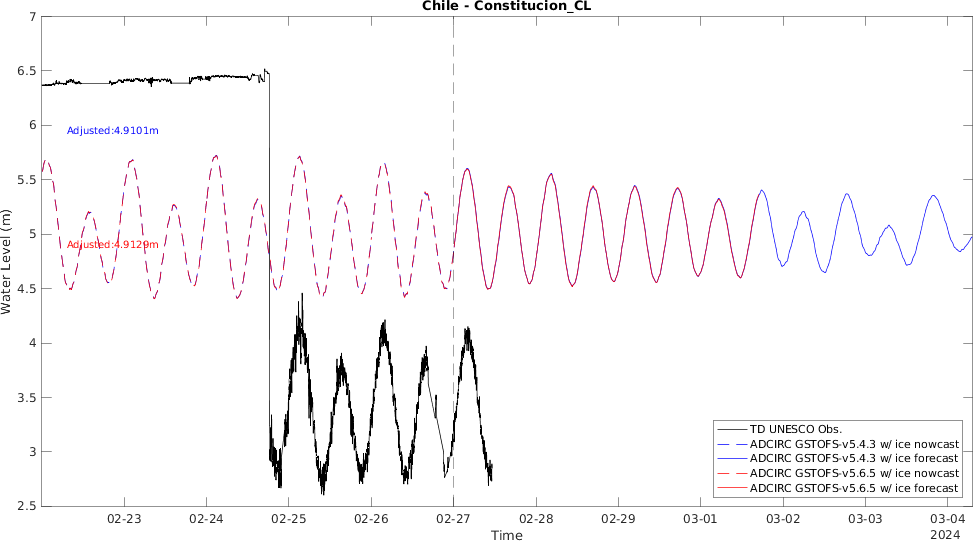 Chile - Constitucion_CL
7
6.5
6
5.5
5
4.5
4
3.5
3
2.5
Water Level (m)
Adjusted:4.9101m
Adjusted:4.9129m
TD UNESCO Obs.
ADCIRC GSTOFS-v5.4.3 w/ ice nowcast
ADCIRC GSTOFS-v5.4.3 w/ ice forecast
ADCIRC GSTOFS-v5.6.5 w/ ice nowcast
ADCIRC GSTOFS-v5.6.5 w/ ice forecast
02-23 02-24 02-25 02-26 02-27 02-28 02-29 03-01 03-02 03-03 03-04
2024
Time